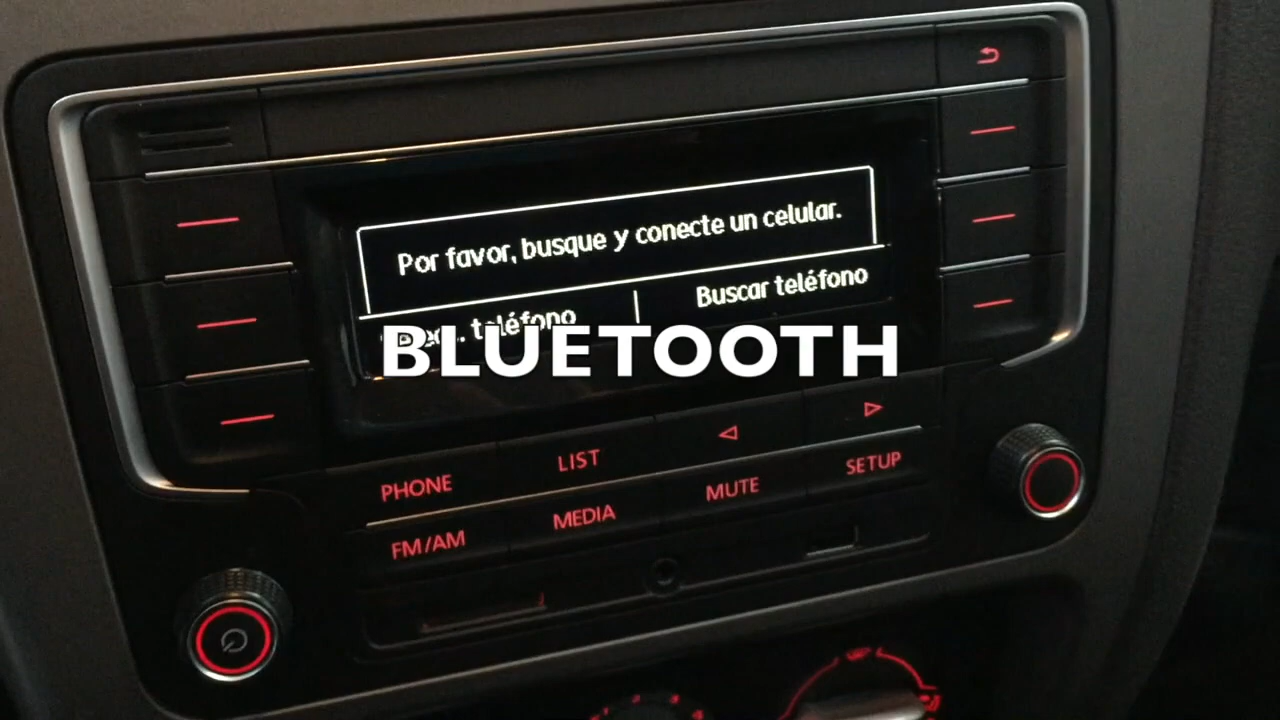 Por favor, busque y conecte un celular.
teléfono
Buscar teléfono
BLUETOOTH
PHONE
LIST
MUTE
SETUP
FM/AM
MEDIA